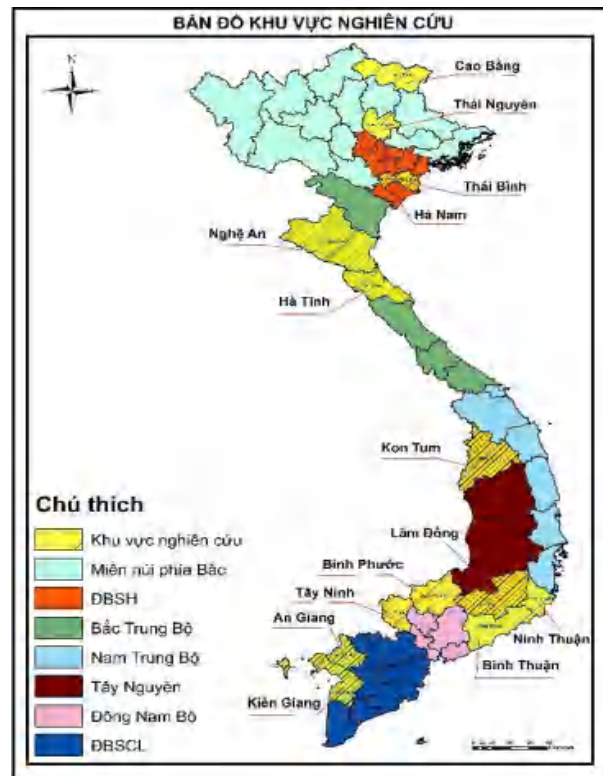 BẢN ĐỒ KHU VỰC NGHIÊN CỨU
N
Cao Bằng
Thái Nguyên
Thái Bình
Hà Nam
Nghệ An
Hà Tĩnh
Kon Tum
Lâm Đồng
Bình Phước
Tây Ninh
An Giang
Ninh Thuận
Bình Thuận
Kiên Giang
Chú thích
Khu vực nghiên cứu
Miền núi phía Bắc
ĐBSH
Bắc Trung Bộ
Nam Trung Bộ
Tây Nguyên
Đông Nam Bộ
ĐBSCL